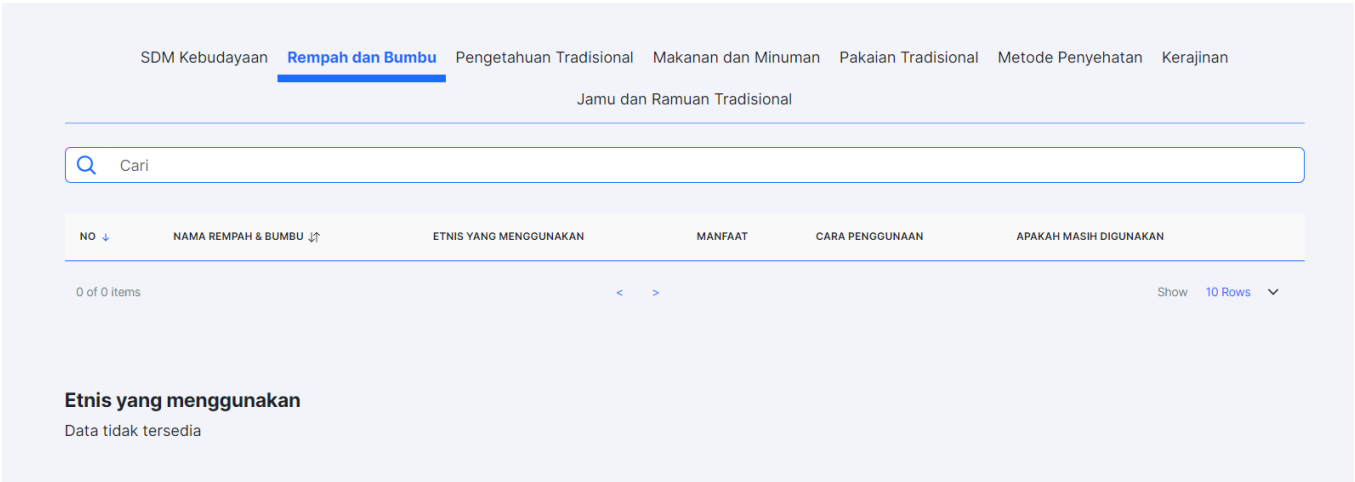 SDM Kebudayaan Rempah dan Bumbu Pengetahuan Tradisional Makanan dan Minuman Pakaian Tradisional Metode Penyehatan Kerajinan
Jamu dan Ramuan Tradisional
Cari
NO NAMA REMPAH & BUMBU ETNIS YANG MENGGUNAKAN MANFAAT CARA PENGGUNAAN APAKAH MASIH DIGUNAKAN
0 of 0 items < > Show 10 Rows
Etnis yang menggunakan
Data tidak tersedia